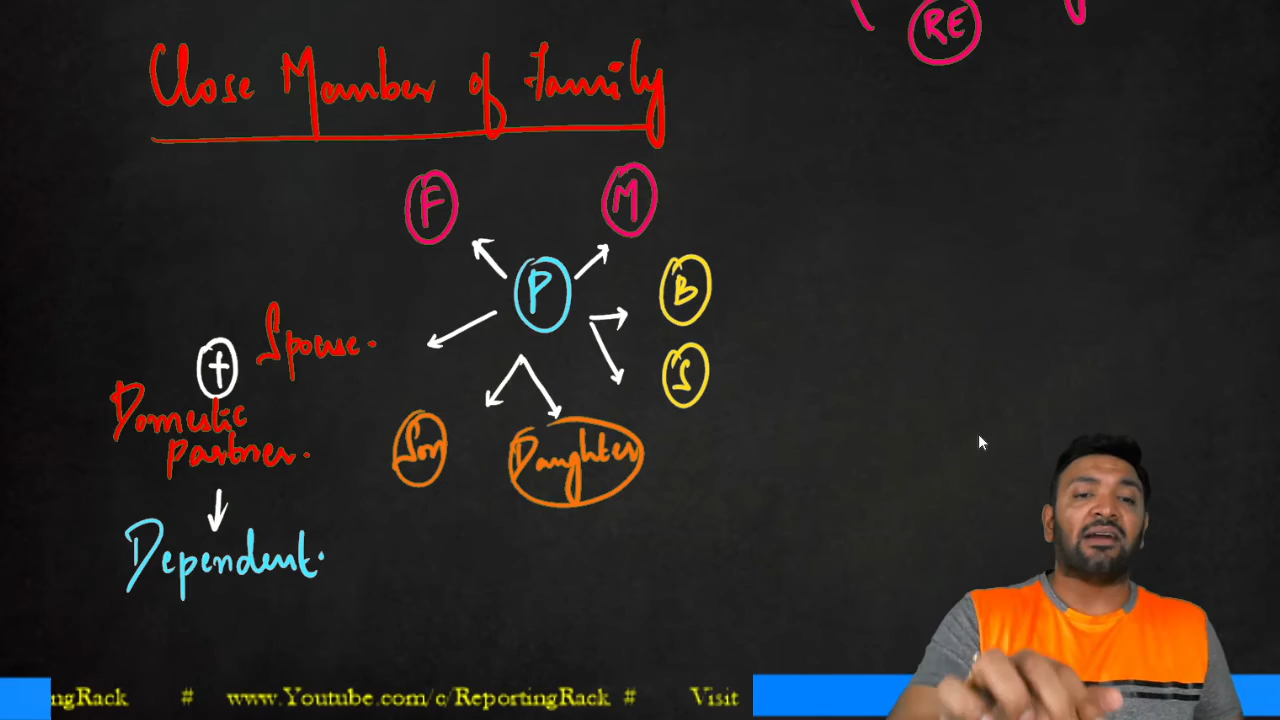 RE
Close Member of Family
F
M
P
B
Spouse.
+
S
Domestic
partner.
Son
Daughter
Dependent.
ngRack # www.Youtube.com/c/ReportingRack # Visit